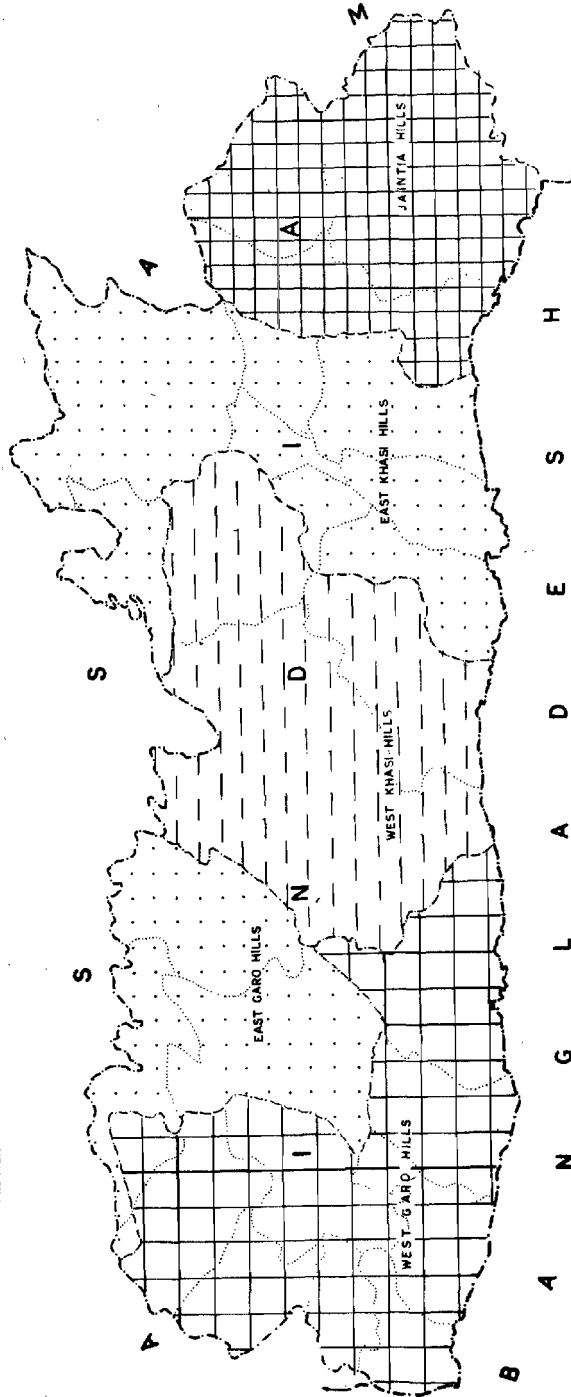 A S S A M
I N D I A
EAST GARO HILLS
WEST GARO HILLS
WEST KHASI HILLS
EAST KHASI HILLS
JAINTIA HILLS
B A N G L A D E S H